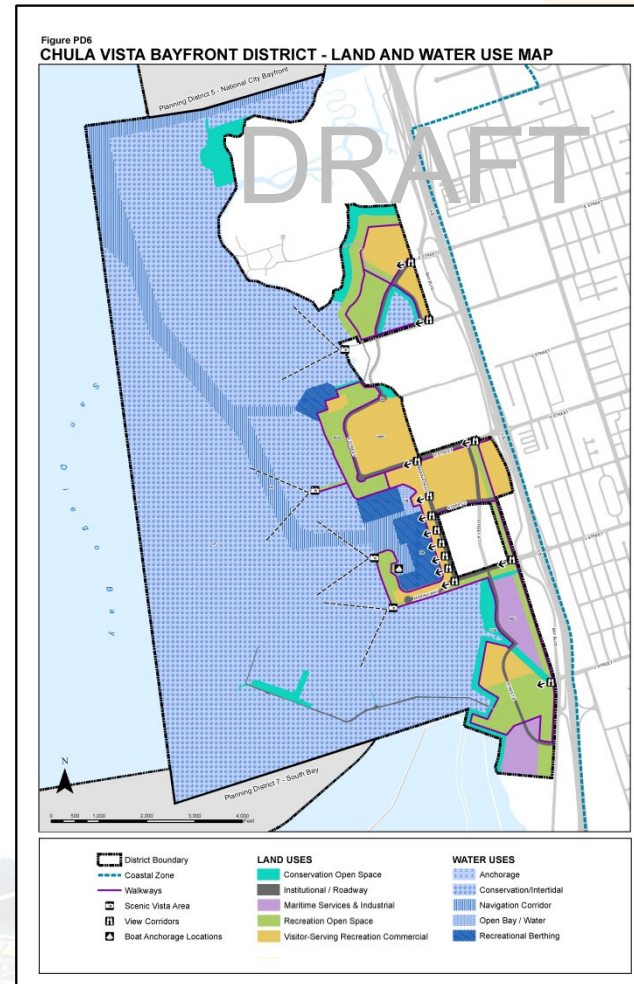 Figure PD6
CHULA VISTA BAYFRONT DISTRICT - LAND AND WATER USE MAP
Planning District 5 - National City Bayfront
DRAFT
San Diego Bay
Planning District 7 - South Bay
N
0 500 1,000 2,000 3,000 4,000
Feet
District Boundary
Coastal Zone
Walkways
Scenic Vista Area
View Corridors
Boat Anchorage Locations
LAND USES
Conservation Open Space
Institutional / Roadway
Maritime Services & Industrial
Recreation Open Space
Visitor-Serving Recreation Commercial
WATER USES
Anchorage
Conservation/Intertidal
Navigation Corridor
Open Bay / Water
Recreational Berthing